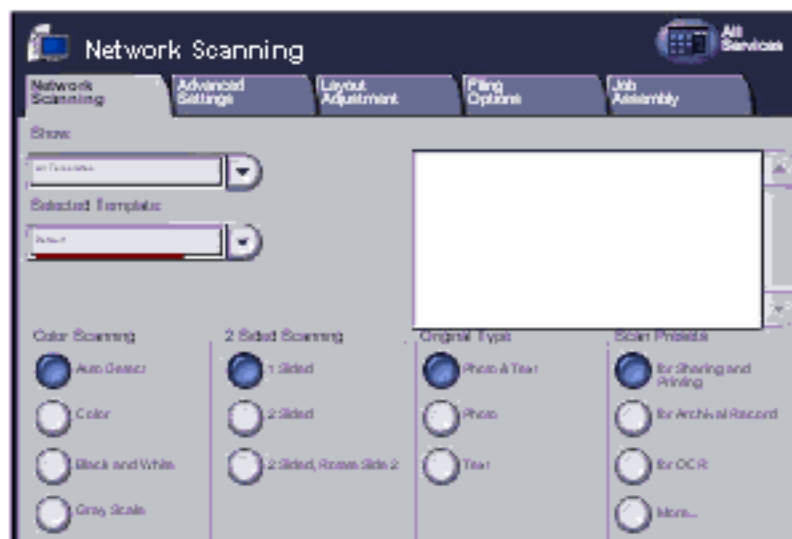 Network Scanning
All
Services
Network
Scanning
Advanced
Settings
Layout
Adjustment
Filing
Options
Job
Assembly
Show:
All Templates
Selected Template:
Default
Color Scanning
2 Sided Scanning
Original Type
Scan Presets
Auto Detect
1 Sided
Photo & Text
for Sharing and
Printing
Color
2 Sided
Photo
for Archival Record
Black and White
2 Sided, Rotate Side 2
Text
for OCR
Gray Scale
More...